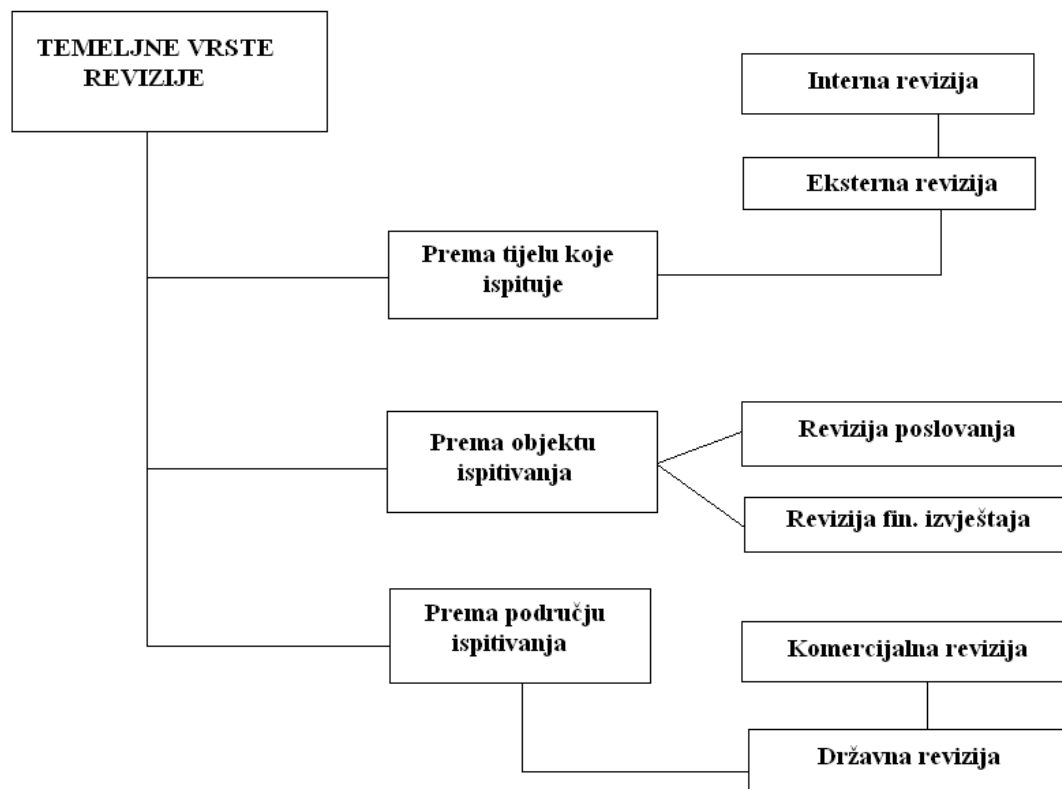 TEMELJNE VRSTE
REVIZIJE
Interna revizija
Eksterna revizija
Prema tijelu koje
ispituje
Prema objektu
ispitivanja
Revizija poslovanja
Revizija fin. izvještaja
Prema području
ispitivanja
Komercijalna revizija
Državna revizija